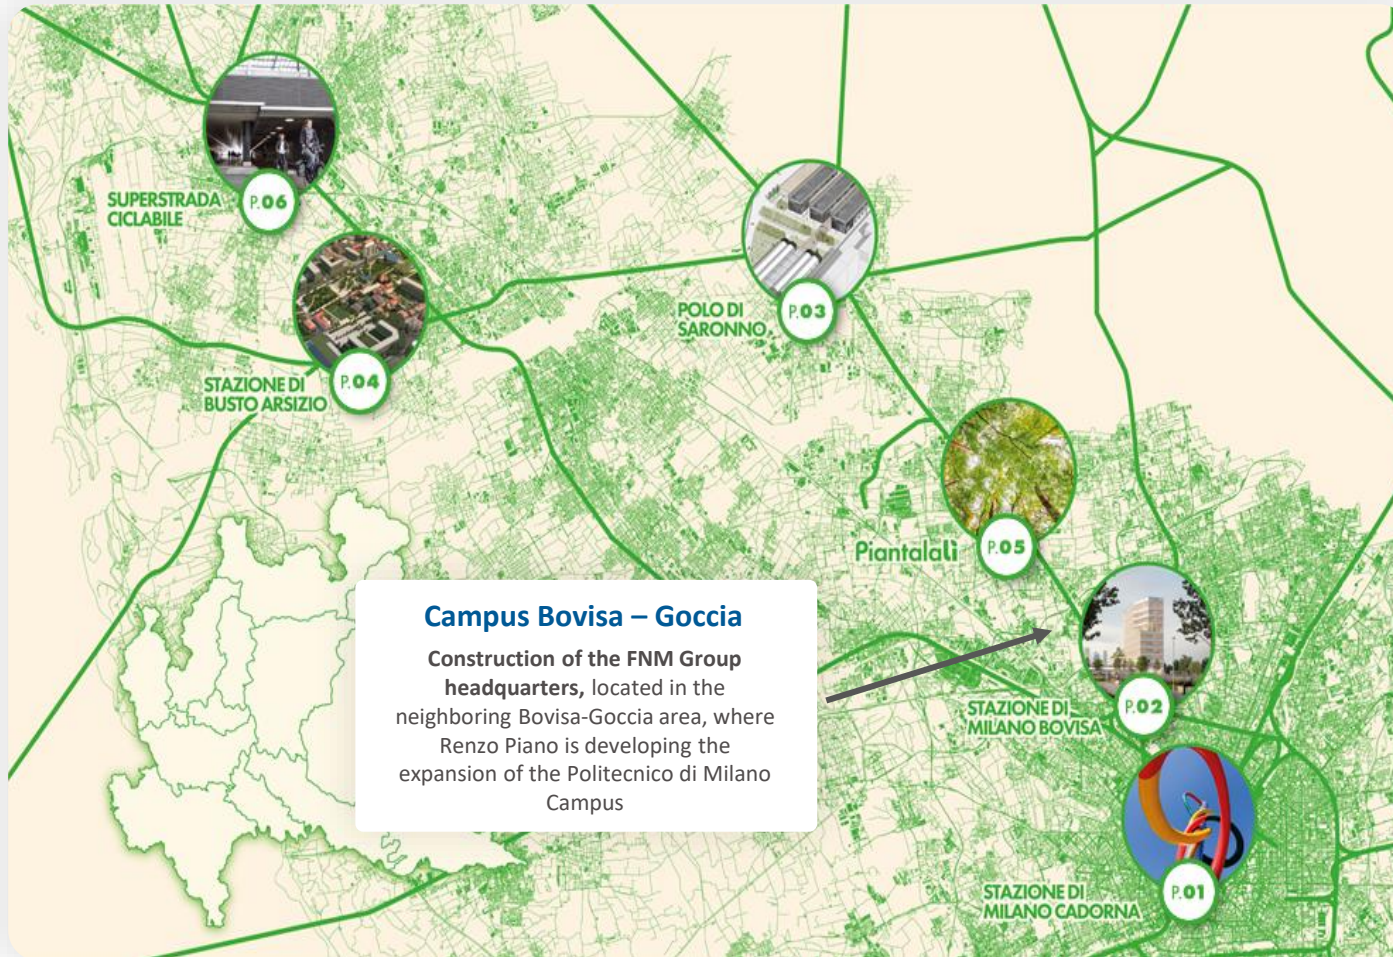 SUPERSTRADA
CICLABILE
P.06
POLO DI
SARONNO
P.03
STAZIONE DI
BUSTO ARSIZIO
P.04
Piantalalì
P.05
Campus Bovisa – Goccia
Construction of the FNM Group
headquarters, located in the
neighboring Bovisa-Goccia area, where
Renzo Piano is developing the
expansion of the Politecnico di Milano
Campus
STAZIONE DI
MILANO BOVISA
P.02
STAZIONE DI
MILANO CADORNA
P.01